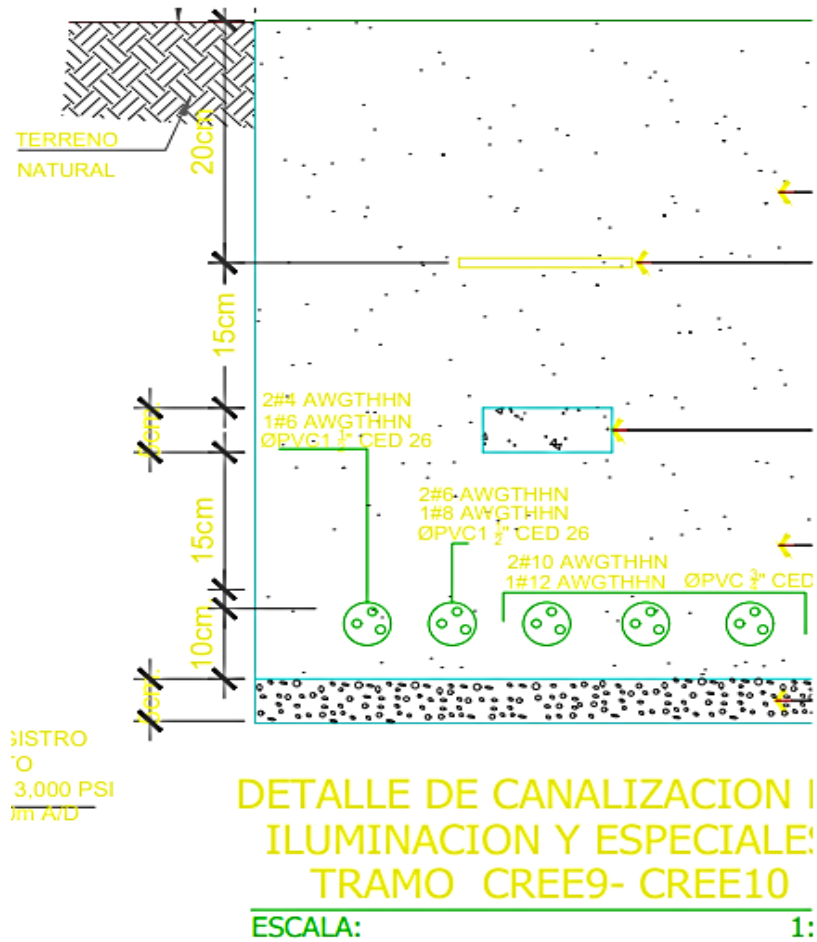 TERRENO
NATURAL
20cm
15cm
2#4 AWGTHHN
1#6 AWGTHHN
ØPVC1 " CED 26
2#6 AWGTHHN
1#8 AWGTHHN
ØPVC1 1/2" CED 26
2#10 AWGTHHN
1#12 AWGTHHN ØPVC 3/4" CED
15cm
10cm
GISTRO
TO
3,000 PSI
0m A/D
DETALLE DE CANALIZACION
ILUMINACION Y ESPECIALES
TRAMO CREE9- CREE10
ESCALA: 1: